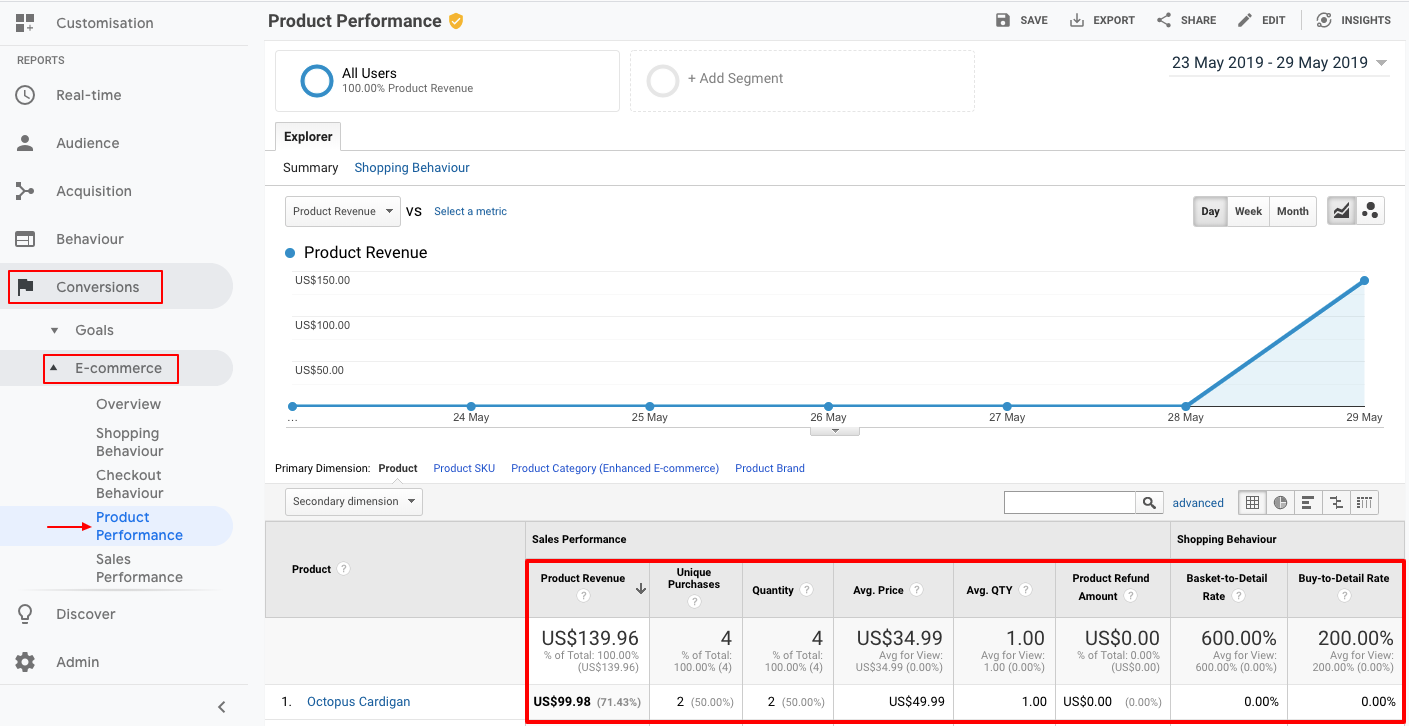 Customisation
REPORTS
Real-time
Audience
Acquisition
Behaviour
Conversions
Goals
E-commerce
Overview
Shopping
Behaviour
Checkout
Behaviour
Product
Performance
Sales
Performance
Discover
Admin
Product Performance
SAVE
EXPORT
SHARE
EDIT
INSIGHTS
All Users
100.00% Product Revenue
+ Add Segment
23 May 2019 - 29 May 2019
Explorer
Summary
Shopping Behaviour
Product Revenue
VS
Select a metric
Day
Week
Month
Product Revenue
US$150.00
US$100.00
US$50.00
...
24 May
25 May
26 May
27 May
28 May
29 May
Primary Dimension:
Product
Product SKU
Product Category (Enhanced E-commerce)
Product Brand
Secondary dimension
advanced
Product ?
Sales Performance
Shopping Behaviour
Product Revenue
?
Unique
Purchases
?
Quantity ?
Avg. Price ?
Avg. QTY ?
Product Refund
Amount ?
Basket-to-Detail
Rate ?
Buy-to-Detail Rate
?
US$139.96
% of Total: 100.00%
(US$139.96)
4
% of Total:
100.00% (4)
4
% of Total:
100.00% (4)
US$34.99
Avg for View:
US$34.99 (0.00%)
1.00
Avg for View:
1.00 (0.00%)
US$0.00
% of Total: 0.00%
(US$0.00)
600.00%
Avg for View:
600.00% (0.00%)
200.00%
Avg for View:
200.00% (0.00%)
1. Octopus Cardigan
US$99.98 (71.43%)
2 (50.00%)
2 (50.00%)
US$49.99
1.00
US$0.00 (0.00%)
0.00%
0.00%